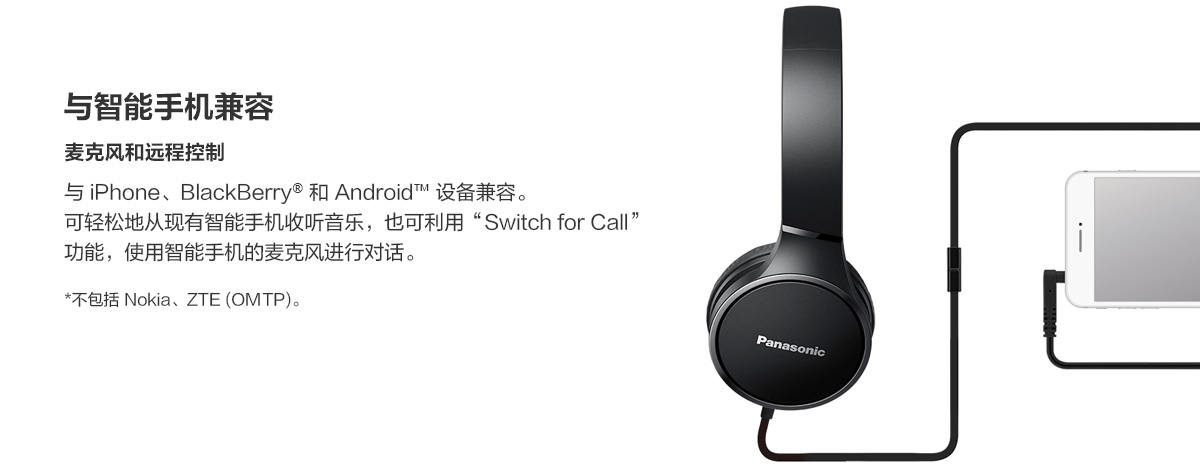 与智能手机兼容
麦克风和远程控制
与 iPhone、BlackBerry® 和 Android™ 设备兼容。
可轻松地从现有智能手机收听音乐，也可利用“Switch for Call”
功能，使用智能手机的麦克风进行对话。
*不包括 Nokia、ZTE (OMTP)。
Panasonic